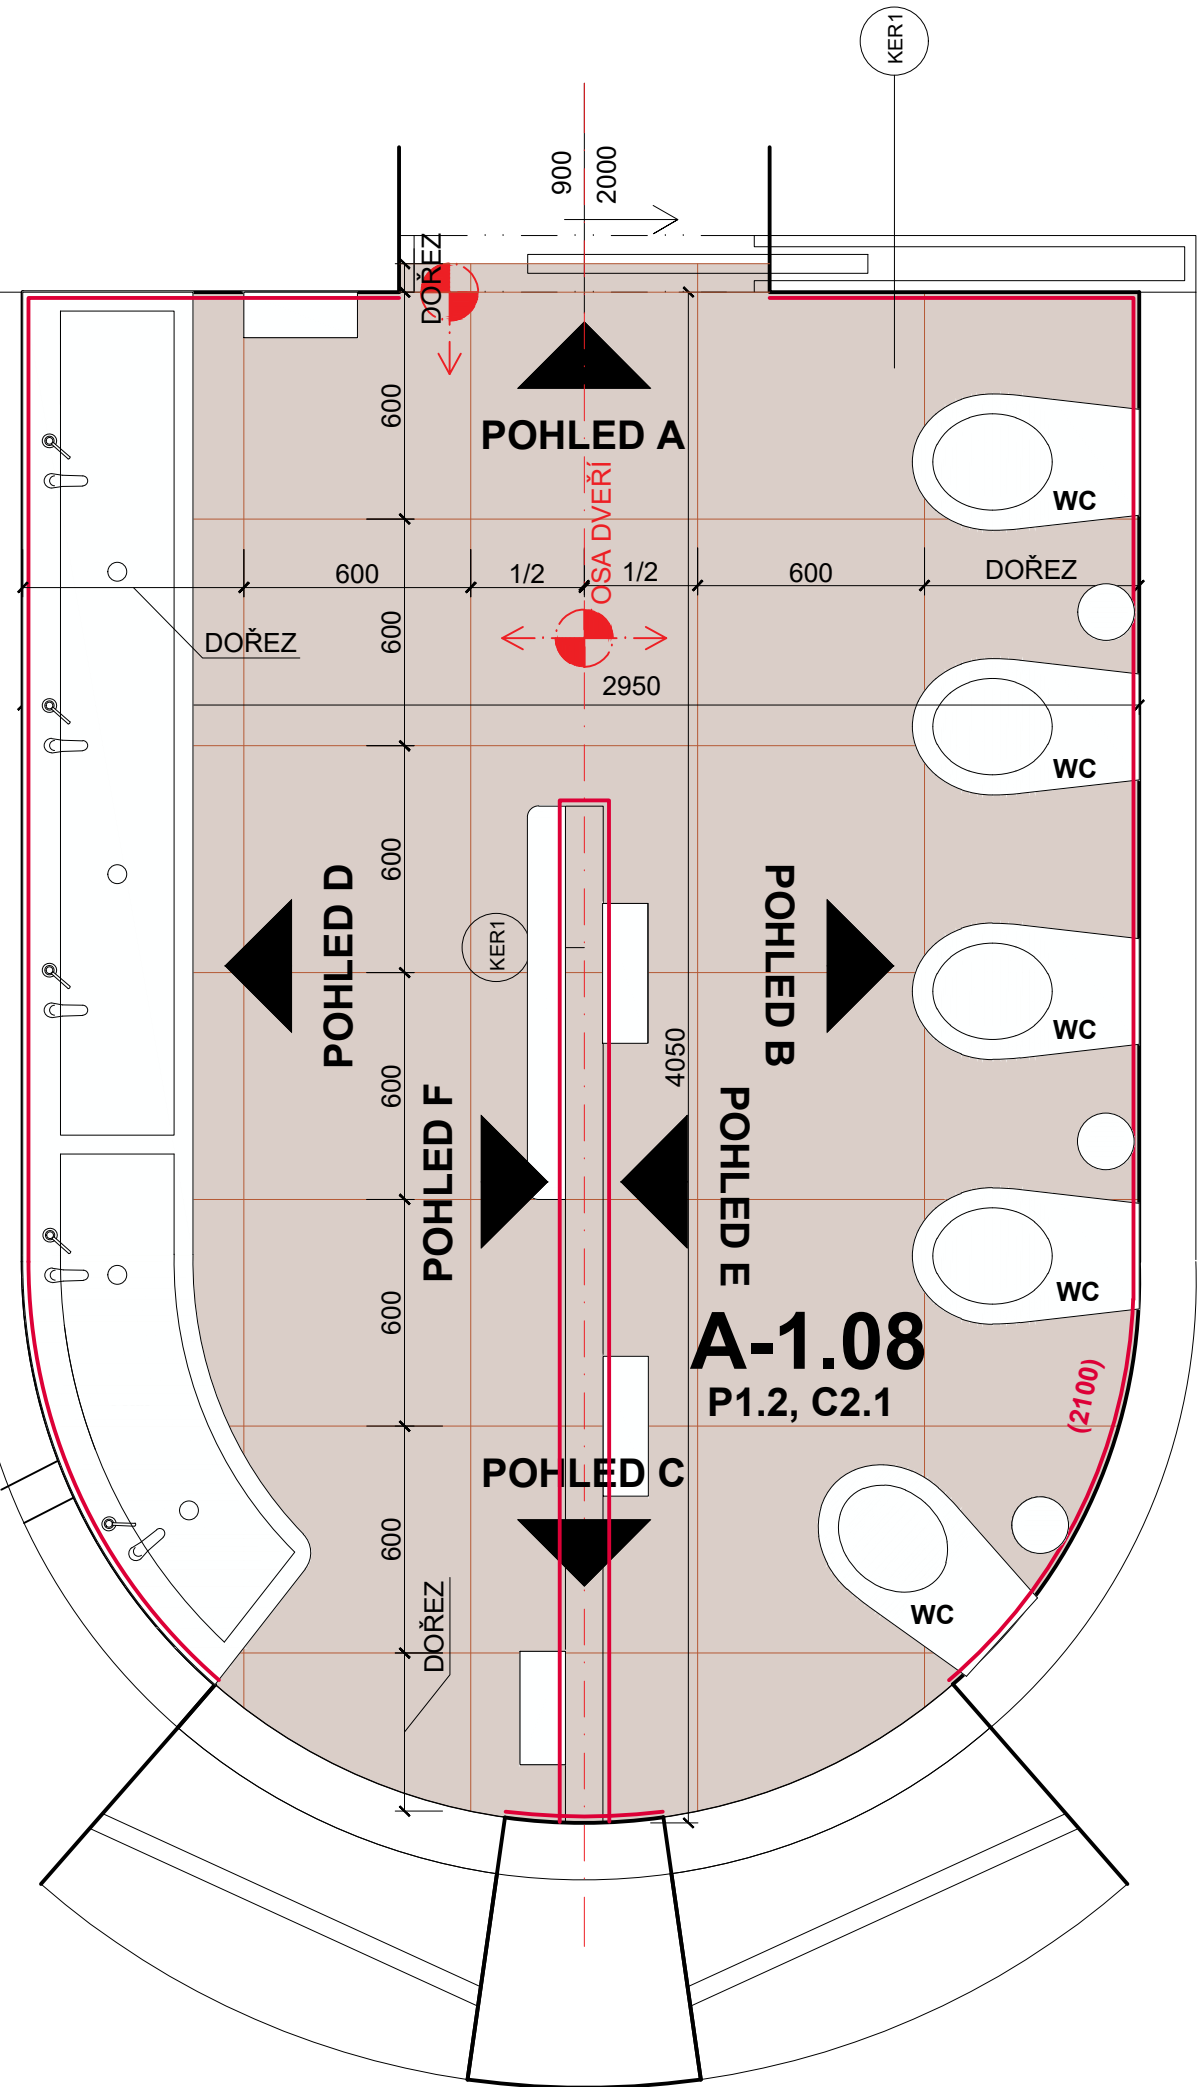 KER1
900
2000
DOŘEZ
600
POHLED A
OSA DVEŘÍ
WC
600
1/2
1/2
600
DOŘEZ
DOŘEZ
600
2950
WC
600
POHLED D
KER1
POHLED B
WC
4050
600
POHLED F
POHLED E
WC
600
A-1.08
P1.2, C2.1
(2100)
POHLED C
600
DOŘEZ
WC